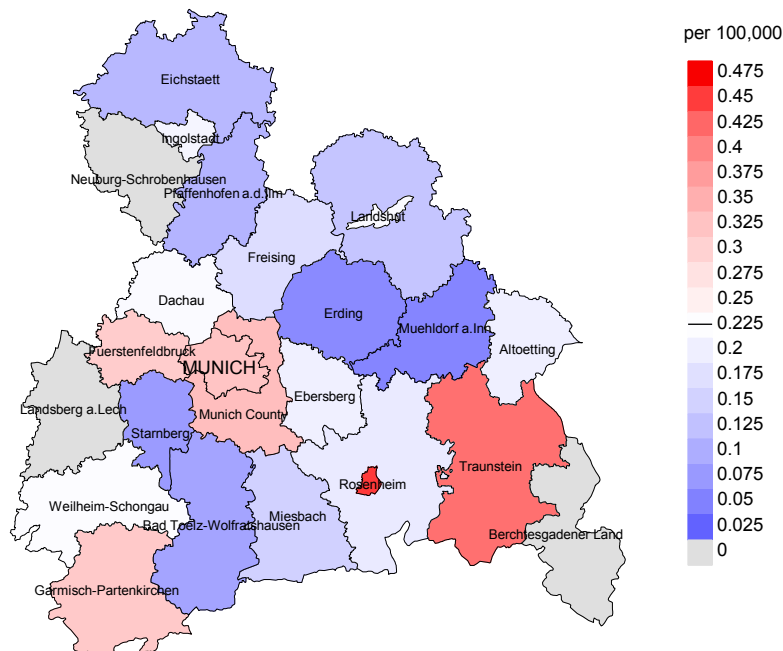 per 100,000
0.475
0.45
0.425
0.4
0.375
0.35
0.325
0.3
0.275
0.25
0.225
0.2
0.175
0.15
0.125
0.1
0.075
0.05
0.025
0
Eichstaett
Ingolstadt
Neuburg-Schrobenhausen
Pfaffenhofen a.d.Ilm
Landshut
Freising
Dachau
Erding
Muehldorf a.Inn
Altoetting
Fuerstenfeldbruck
MUNICH
Ebersberg
Landsberg a.Lech
Munich County
Starnberg
Traunstein
Rosenheim
Weilheim-Schongau
Miesbach
Bad Toelz-Wolfratshausen
Berchtesgadener Land
Garmisch-Partenkirchen